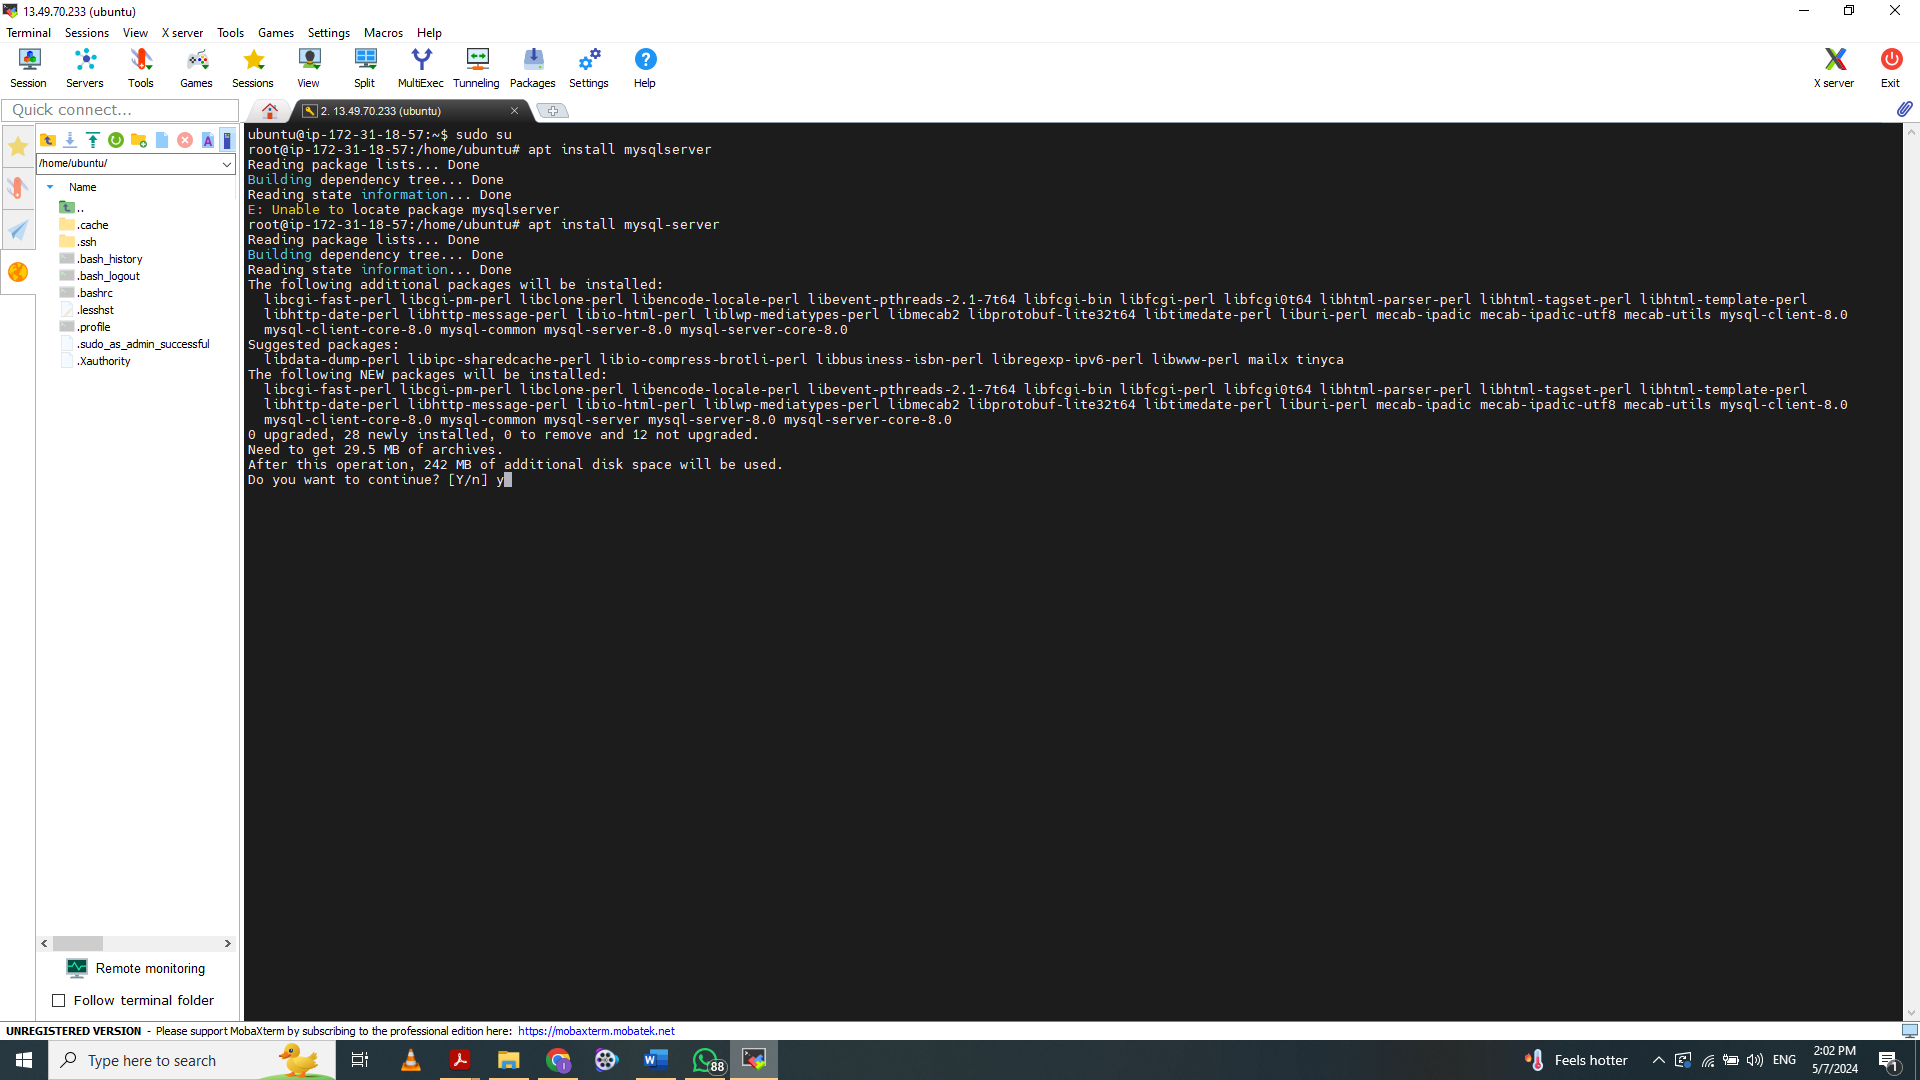 13.49.70.233 (ubuntu)
Terminal Sessions View X server Tools Games Settings Macros Help
Session Servers Tools Games Sessions View Split MultiExec Tunneling Packages Settings Help X server Exit
Quick connect...
2. 13.49.70.233 (ubuntu)
/home/ubuntu/
Name
..
.cache
.ssh
.bash_history
.bash_logout
.bashrc
.lesshst
.profile
.sudo_as_admin_successful
.Xauthority
Remote monitoring
Follow terminal folder
ubuntu@ip-172-31-18-57:~$ sudo su
root@ip-172-31-18-57:/home/ubuntu# apt install mysqlserver
Reading package lists... Done
Building dependency tree... Done
Reading state information... Done
E: Unable to locate package mysqlserver
root@ip-172-31-18-57:/home/ubuntu# apt install mysql-server
Reading package lists... Done
Building dependency tree... Done
Reading state information... Done
The following additional packages will be installed:
libcgi-fast-perl libcgi-pm-perl libclone-perl libencode-locale-perl libevent-pthreads-2.1-7t64 libfcgi-bin libfcgi-perl libfcgi0t64 libhtml-parser-perl libhtml-tagset-perl libhtml-template-perl
libhttp-date-perl libhttp-message-perl libio-html-perl liblwp-mediatypes-perl libmecab2 libprotobuf-lite32t64 libtimedate-perl liburi-perl mecab-ipadic mecab-ipadic-utf8 mecab-utils mysql-client-8.0
mysql-client-core-8.0 mysql-common mysql-server-8.0 mysql-server-core-8.0
Suggested packages:
libdata-dump-perl libipc-sharedcache-perl libio-compress-brotli-perl libbusiness-isbn-perl libregexp-ipv6-perl libwww-perl mailx tinyca
The following NEW packages will be installed:
libcgi-fast-perl libcgi-pm-perl libclone-perl libencode-locale-perl libevent-pthreads-2.1-7t64 libfcgi-bin libfcgi-perl libfcgi0t64 libhtml-parser-perl libhtml-tagset-perl libhtml-template-perl
libhttp-date-perl libhttp-message-perl libio-html-perl liblwp-mediatypes-perl libmecab2 libprotobuf-lite32t64 libtimedate-perl liburi-perl mecab-ipadic mecab-ipadic-utf8 mecab-utils mysql-client-8.0
mysql-client-core-8.0 mysql-common mysql-server mysql-server-8.0 mysql-server-core-8.0
0 upgraded, 28 newly installed, 0 to remove and 12 not upgraded.
Need to get 29.5 MB of archives.
After this operation, 242 MB of additional disk space will be used.
Do you want to continue? [Y/n] y
UNREGISTERED VERSION - Please support MobaXterm by subscribing to the professional edition here: https://mobaxterm.mobatek.net
Type here to search
88
Feels hotter
ENG
2:02 PM
5/7/2024
1